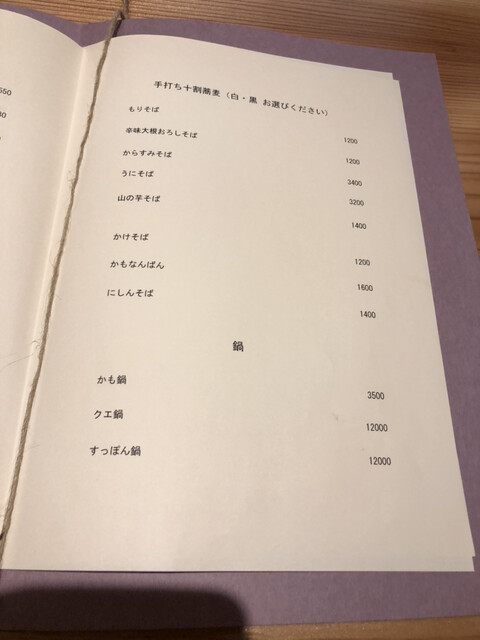 550
手打ち十割蕎麦（白・黒 お選びください）
もりそば 1200
辛味大根おろしそば 1200
からすみそば 3400
うにそば 3200
山の芋そば 1400
かけそば 1200
かもなんばん 1600
にしんそば 1400
鍋
かも鍋 3500
クエ鍋 12000
すっぽん鍋 12000